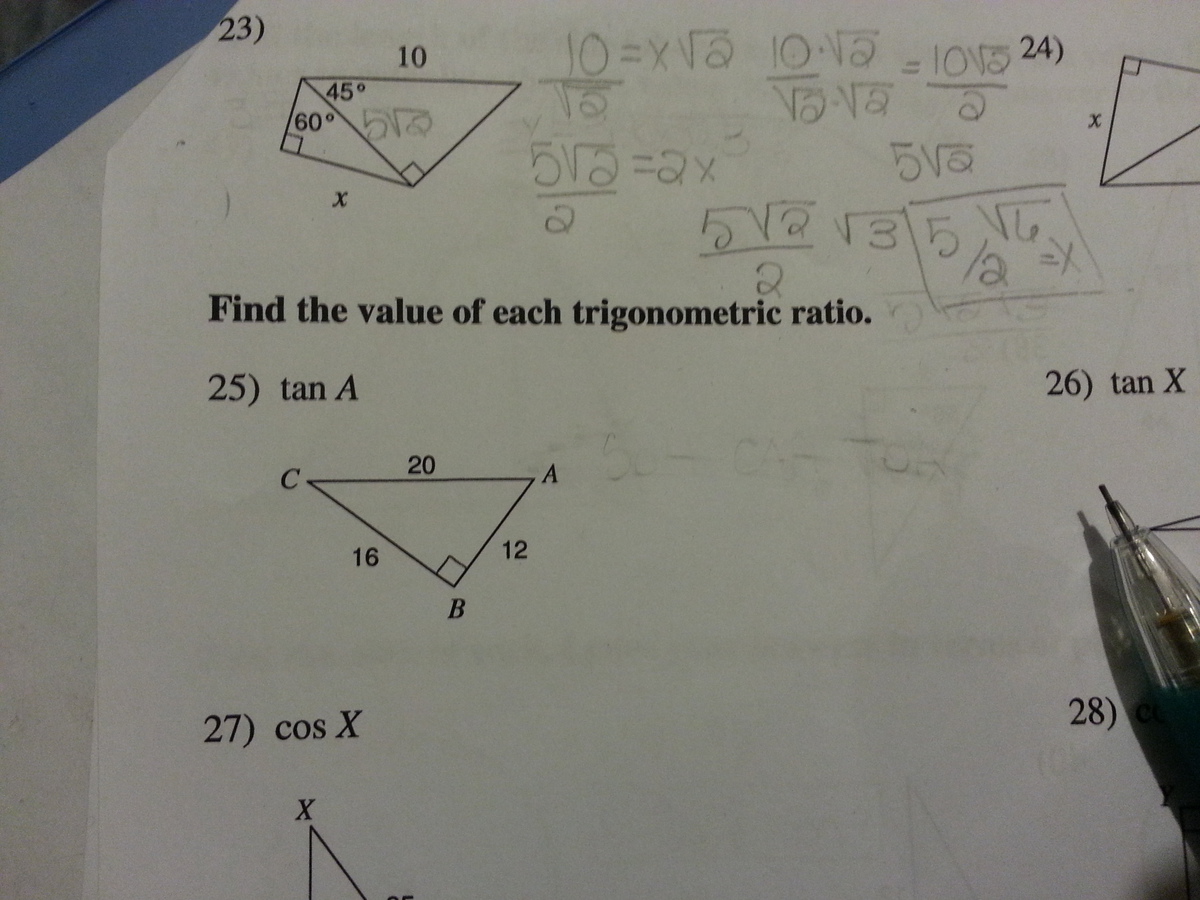 23)
10
45°
60°
5√2
x
10/√2 = x√2
10·√2/√2·√2 = 10√2/2
5√2
5√2/2 = 2x
5√2/2 √3
5√6/2 = x
24)
x
Find the value of each trigonometric ratio.
25) tan A
C
20
A
16
12
B
26) tan X
27) cos X
X
28)